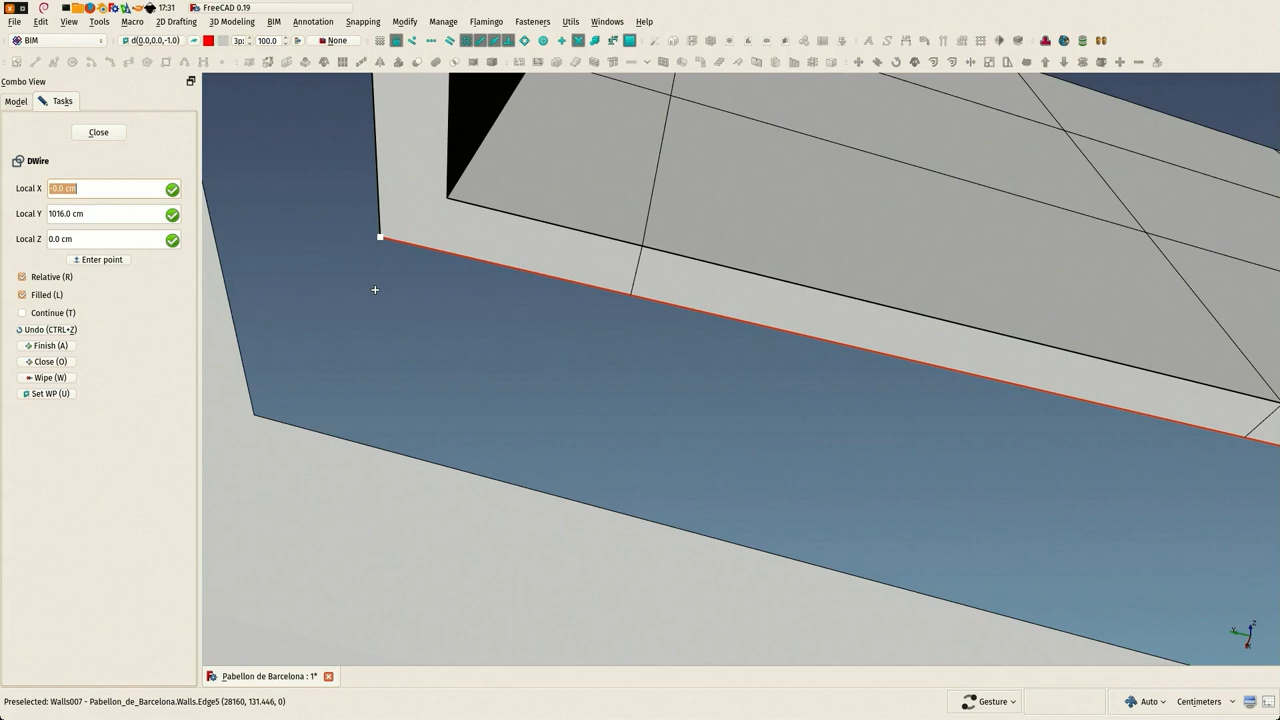 17:31 FreeCAD 0.19
File Edit View Tools Macro 2D Drafting 3D Modeling BIM Annotation Snapping Modify Manage Flamingo Fasteners Utils Windows Help
BIM d(0.0,0.0,-1.0) 3p: 100.0 None
Combo View
Model Tasks
Close
DWire
Local X -0.0 cm
Local Y 1016.0 cm
Local Z 0.0 cm
Enter point
Relative (R)
Filled (L)
Continue (T)
Undo (CTRL+Z)
Finish (A)
Close (O)
Wipe (W)
Set WP (U)
Z
Y
X
Pabellon de Barcelona : 1*
Preselected: Walls007 - Pabellon_de_Barcelona.Walls.Edge5 (28160, 131.446, 0) Gesture Auto Centimeters